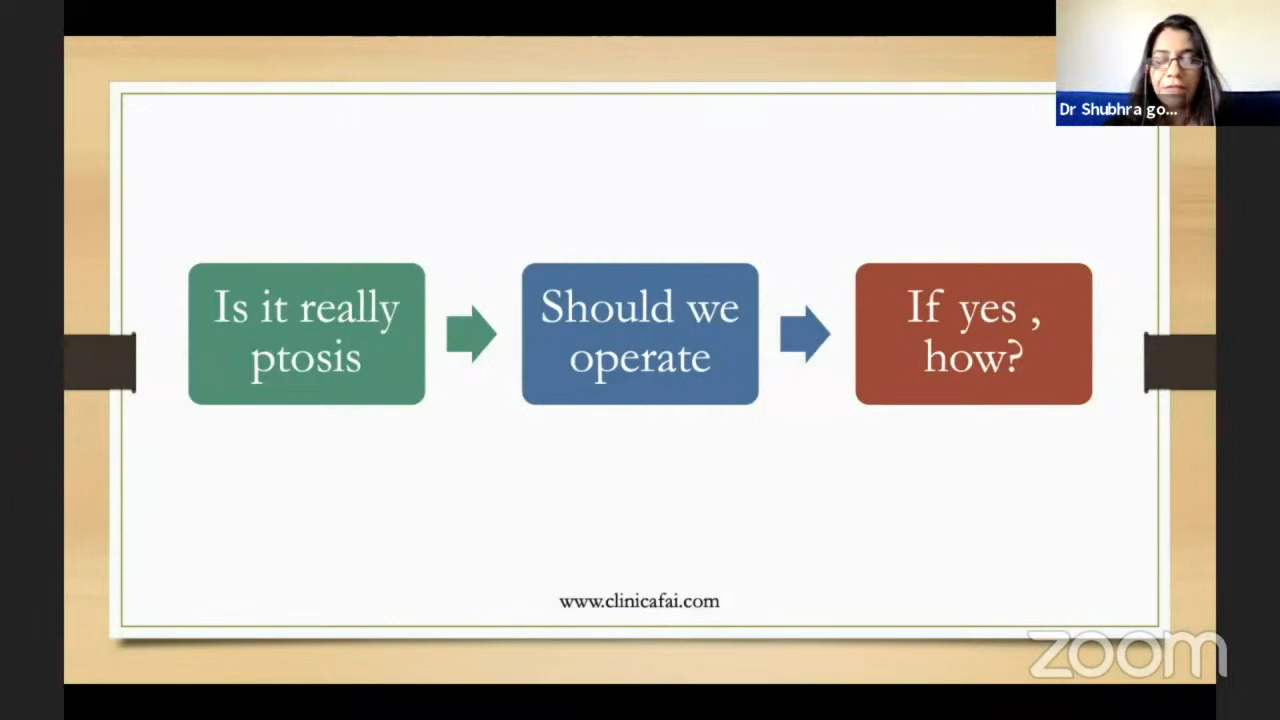 Dr Shubhra go...
Is it really
ptosis
Should we
operate
If yes ,
how?
www.clinicafai.com
zoom